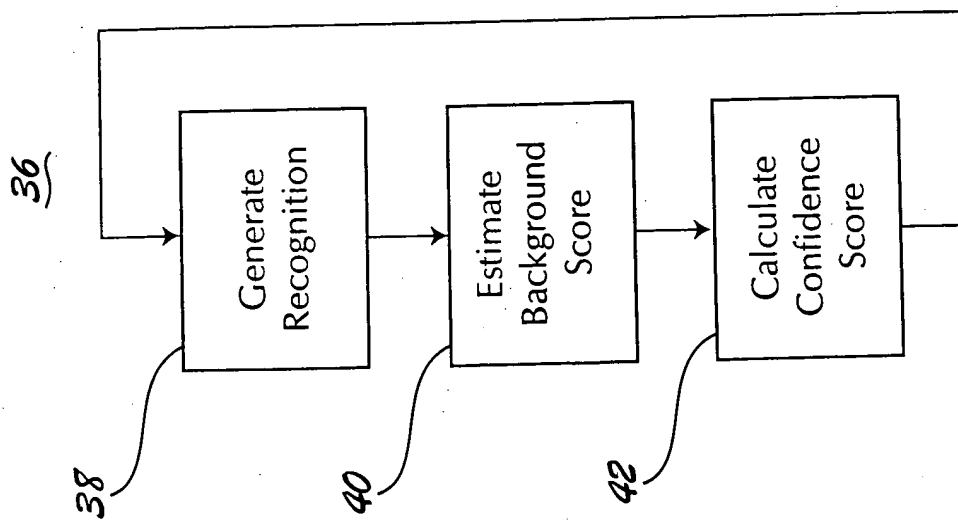 36
38
Generate
Recognition
40
Estimate
Background
Score
42
Calculate
Confidence
Score